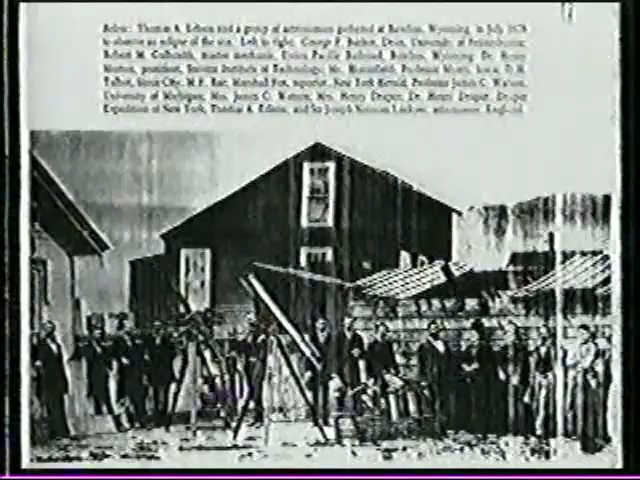 Below: Thomas A. Edison and a group of astronomers gathered at Rawlins, Wyoming, in July 1878
to observe an eclipse of the sun. Left to right: George F. Barker, University of Pennsylvania;
Robert M. Galbraith, master mechanic, Union Pacific Railroad, Rawlins, Wyoming; Dr. Henry
Morton, president, Stevens Institute of Technology; Mr. Professor
Talbot, Sioux City; M. F. Rae; Marshall Fox, reporter, New York Herald; Professor James C. Watson,
University of Michigan; Mrs. James C. Watson; Mrs. Henry Draper; Dr. Henry Draper, Draper
Expedition of New York; Thomas A. Edison, and Sir Joseph Norman Lockyer, astronomer, England.